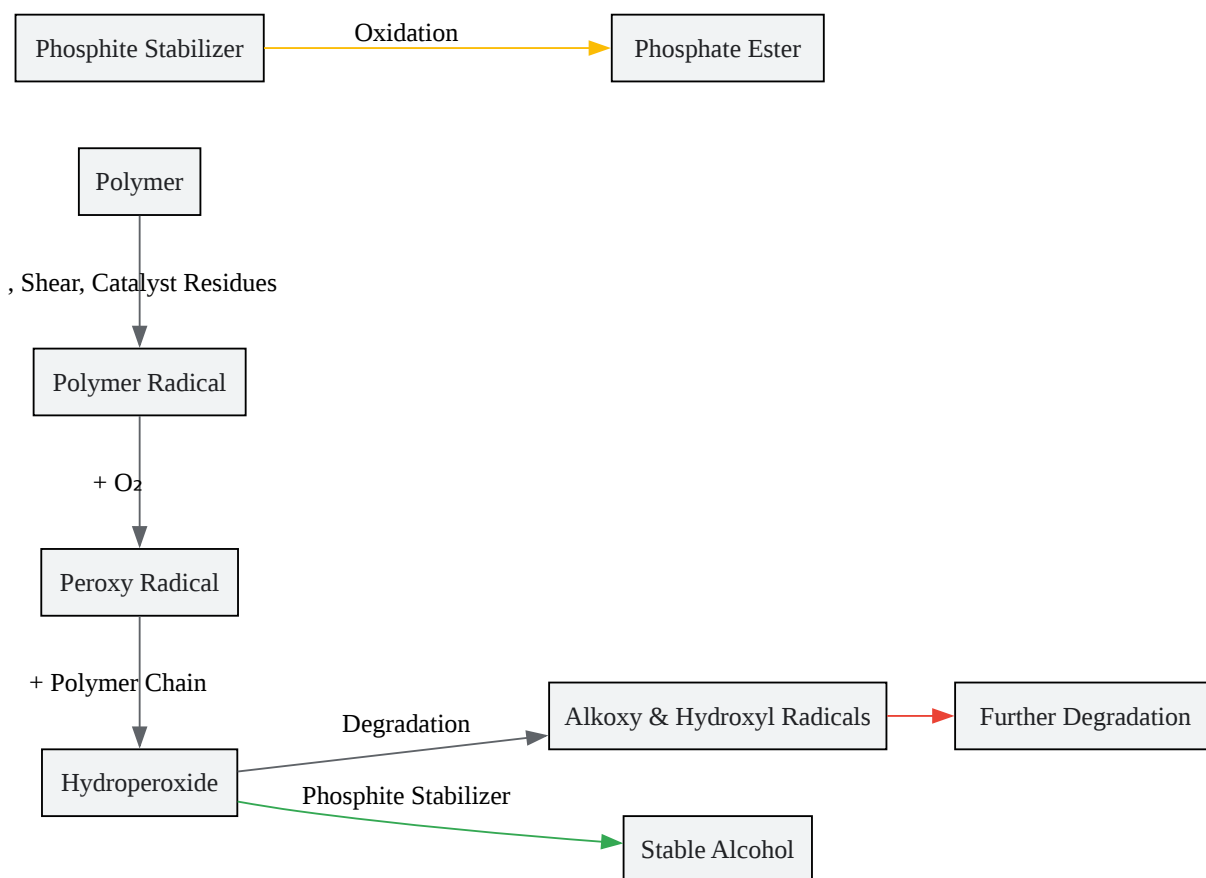 Phosphite Stabilizer
Oxidation
Phosphate Ester
Polymer
, Shear, Catalyst Residues
Polymer Radical
+ O₂
Peroxy Radical
+ Polymer Chain
Hydroperoxide
Degradation
Alkoxy & Hydroxyl Radicals
Further Degradation
Phosphite Stabilizer
Stable Alcohol